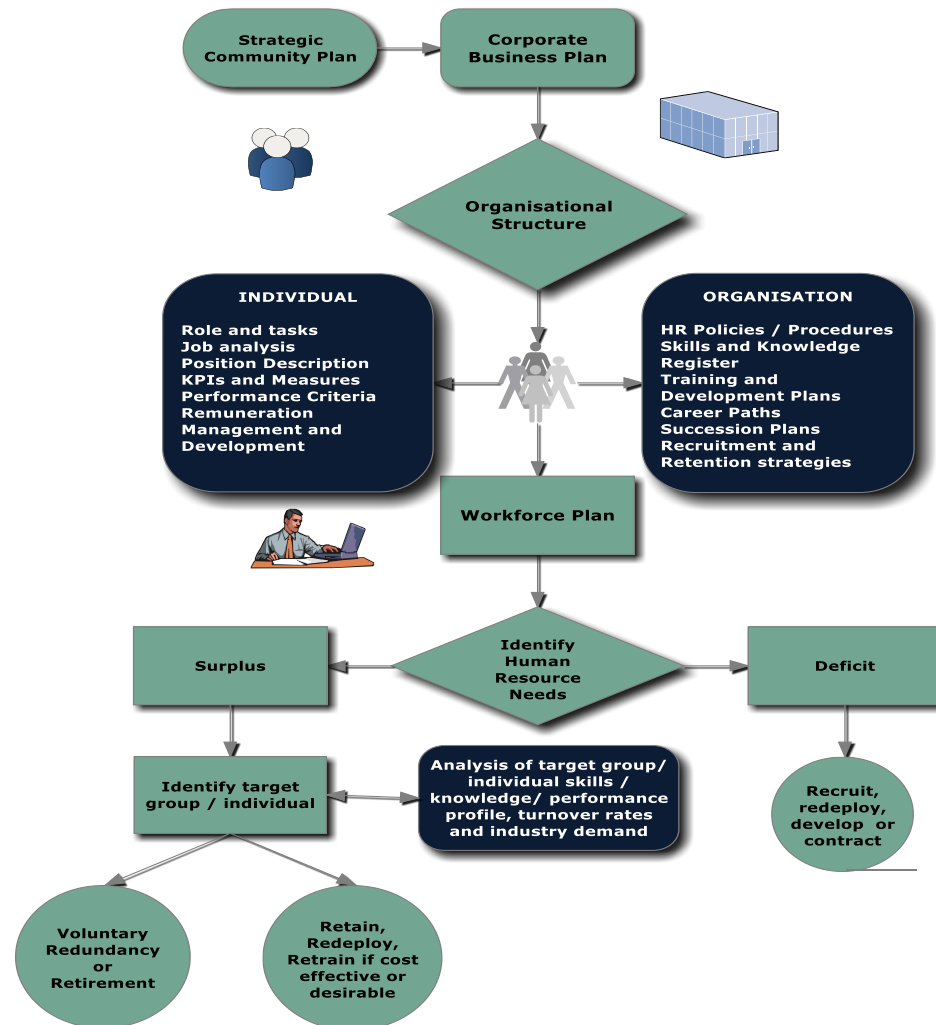 Strategic
Community Plan
Corporate
Business Plan
Organisational
Structure
INDIVIDUAL
Role and tasks
Job analysis
Position Description
KPIs and Measures
Performance Criteria
Remuneration
Management and
Development
ORGANISATION
HR Policies / Procedures
Skills and Knowledge
Register
Training and
Development Plans
Career Paths
Succession Plans
Recruitment and
Retention strategies
Workforce Plan
Identify
Human
Resource
Needs
Surplus
Deficit
Identify target
group / individual
Analysis of target group/
individual skills /
knowledge/ performance
profile, turnover rates
and industry demand
Recruit,
redeploy,
develop or
contract
Voluntary
Redundancy
or
Retirement
Retain,
Redeploy,
Retrain if cost
effective or
desirable